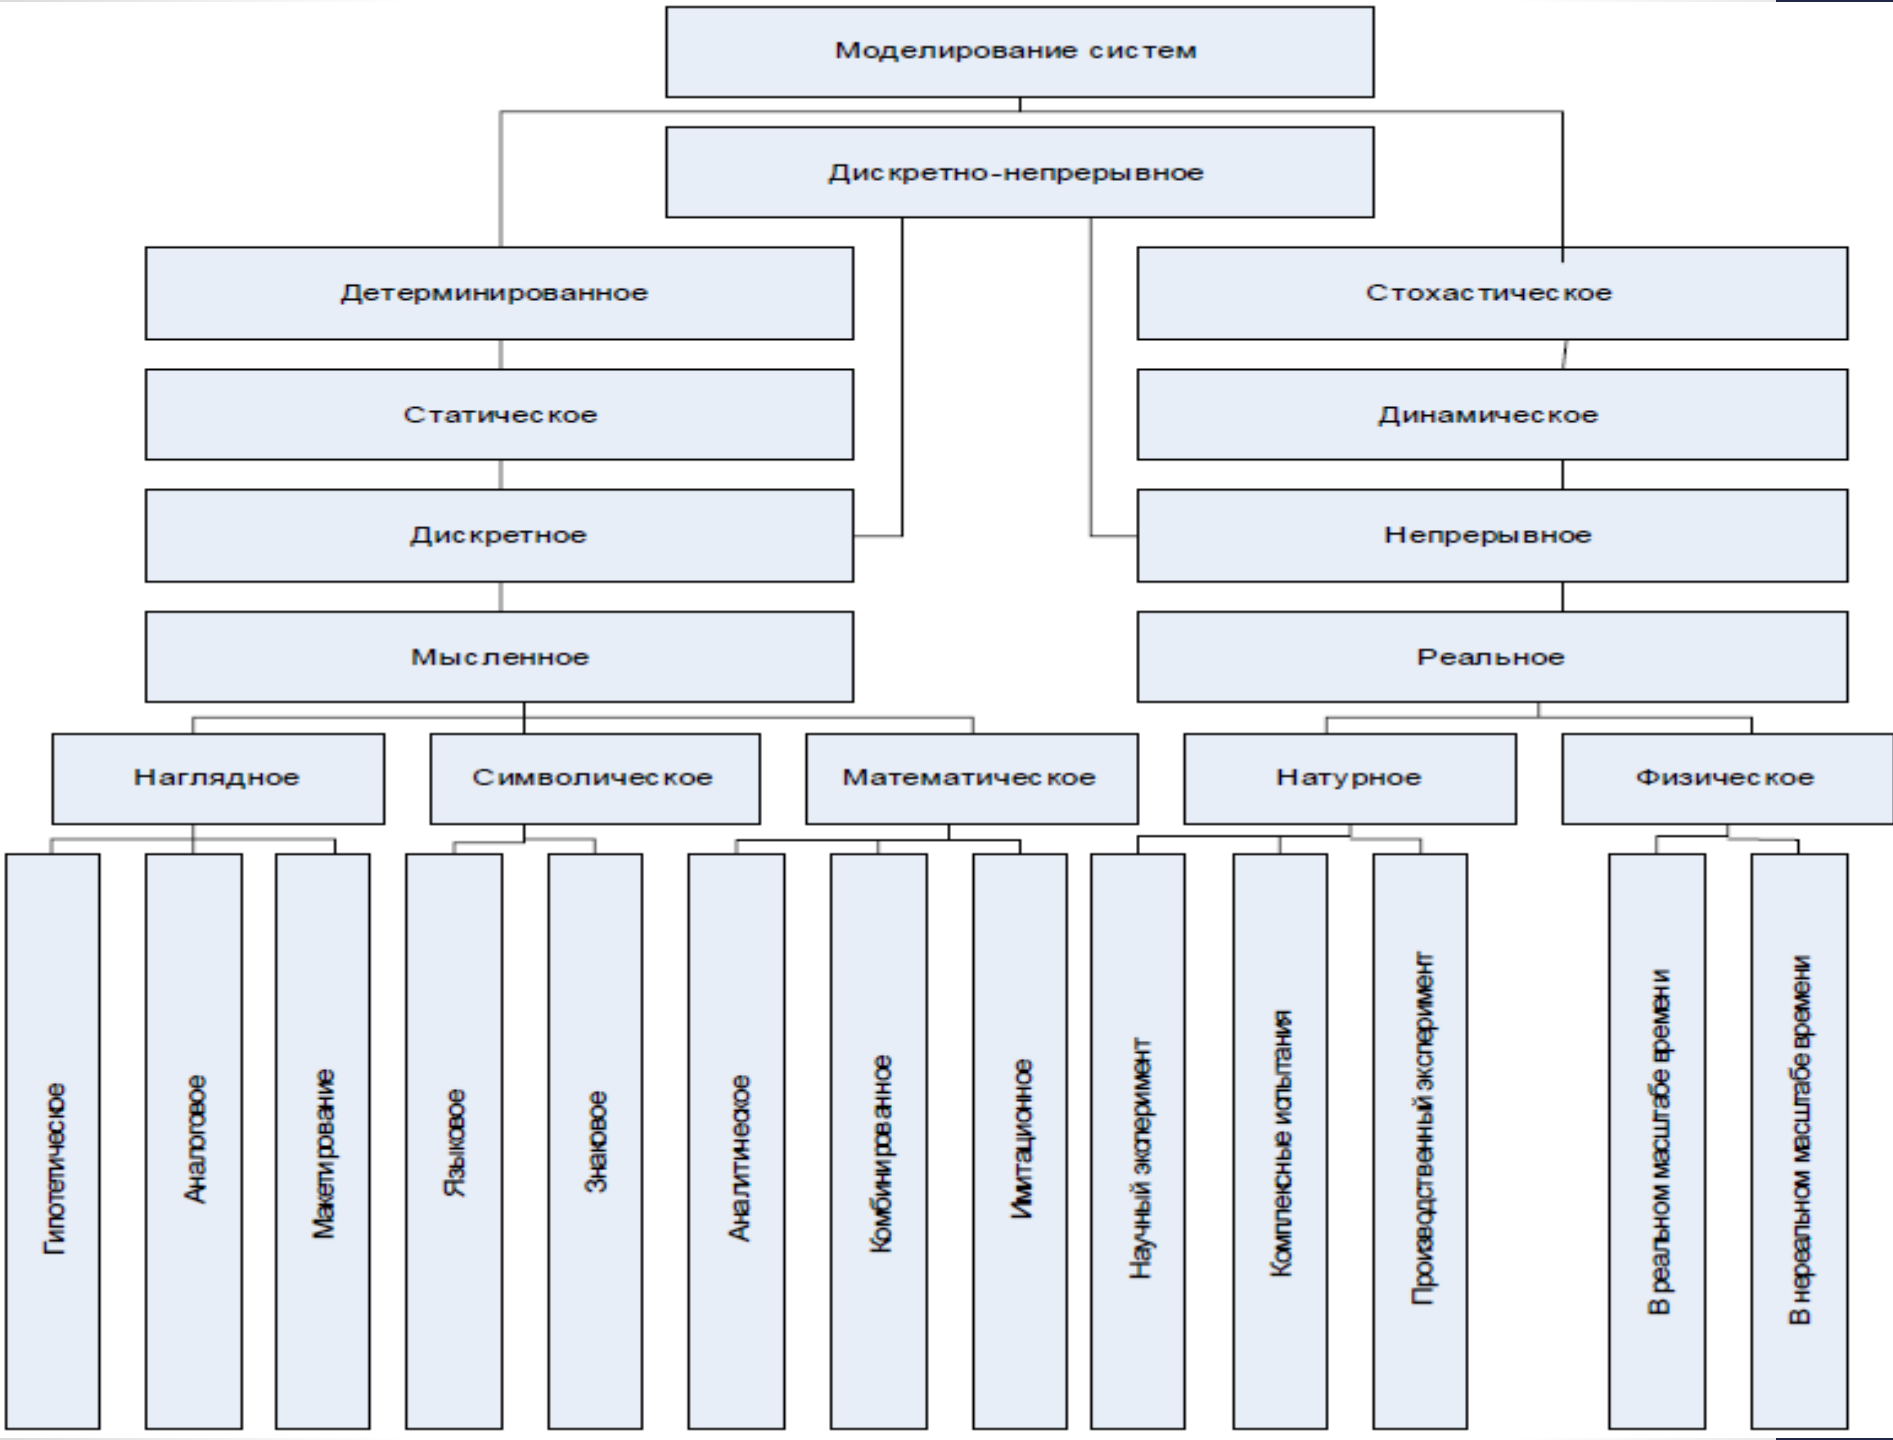 Моделирование систем
Дискретно-непрерывное
Детерминированное
Стохастическое
Статическое
Динамическое
Дискретное
Непрерывное
Мысленное
Реальное
Наглядное
Символическое
Математическое
Натурное
Физическое
Гипотетическое
Аналоговое
Макетирование
Языковое
Знаковое
Аналитическое
Комбинированное
Имитационное
Научный эксперимент
Комплексные испытания
Производственный эксперимент
В реальном масштабе времени
В нереальном масштабе времени